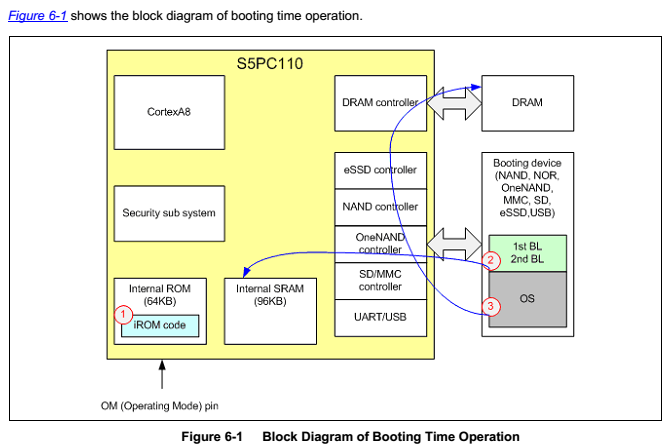 Figure 6-1 shows the block diagram of booting time operation.
S5PC110
CortexA8
DRAM controller
DRAM
eSSD controller
Booting device
(NAND, NOR,
OneNAND,
MMC, SD,
eSSD,USB)
Security sub system
NAND controller
OneNAND
controller
1st BL
2nd BL
2
Internal ROM
(64KB)
Internal SRAM
(96KB)
SD/MMC
controller
OS
3
1
iROM code
UART/USB
OM (Operating Mode) pin
Figure 6-1 Block Diagram of Booting Time Operation